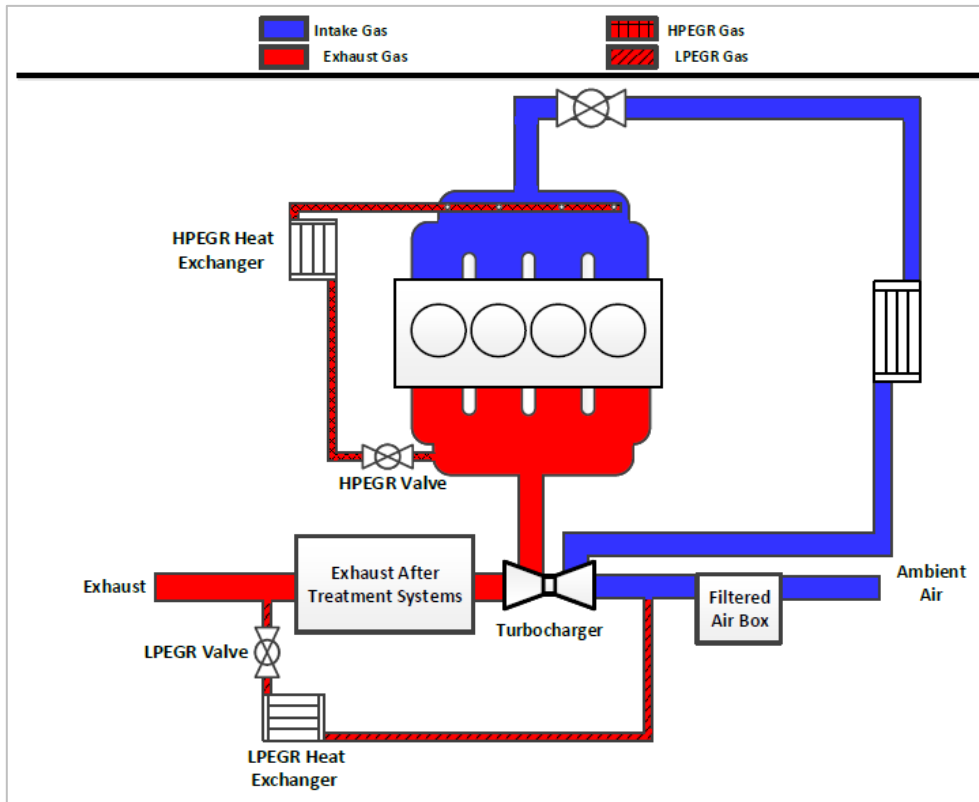 Intake Gas
HPEGR Gas
Exhaust Gas
LPEGR Gas
HPEGR Heat
Exchanger
HPEGR Valve
Exhaust
Exhaust After
Treatment Systems
Turbocharger
Filtered
Air Box
Ambient
Air
LPEGR Valve
LPEGR Heat
Exchanger